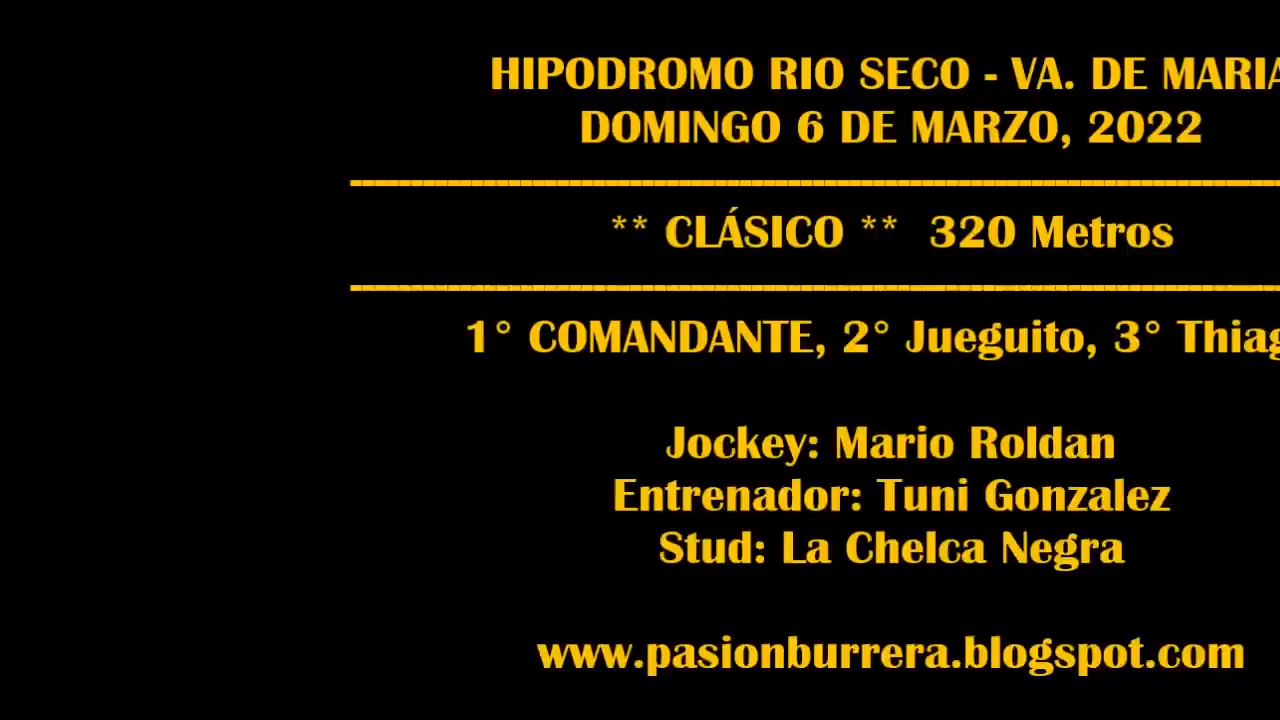 HIPODROMO RIO SECO - VA. DE MARIA
DOMINGO 6 DE MARZO, 2022
** CLÁSICO ** 320 Metros
1° COMANDANTE, 2° Jueguito, 3° Thiag
Jockey: Mario Roldan
Entrenador: Tuni Gonzalez
Stud: La Chelca Negra
www.pasionburrera.blogspot.com